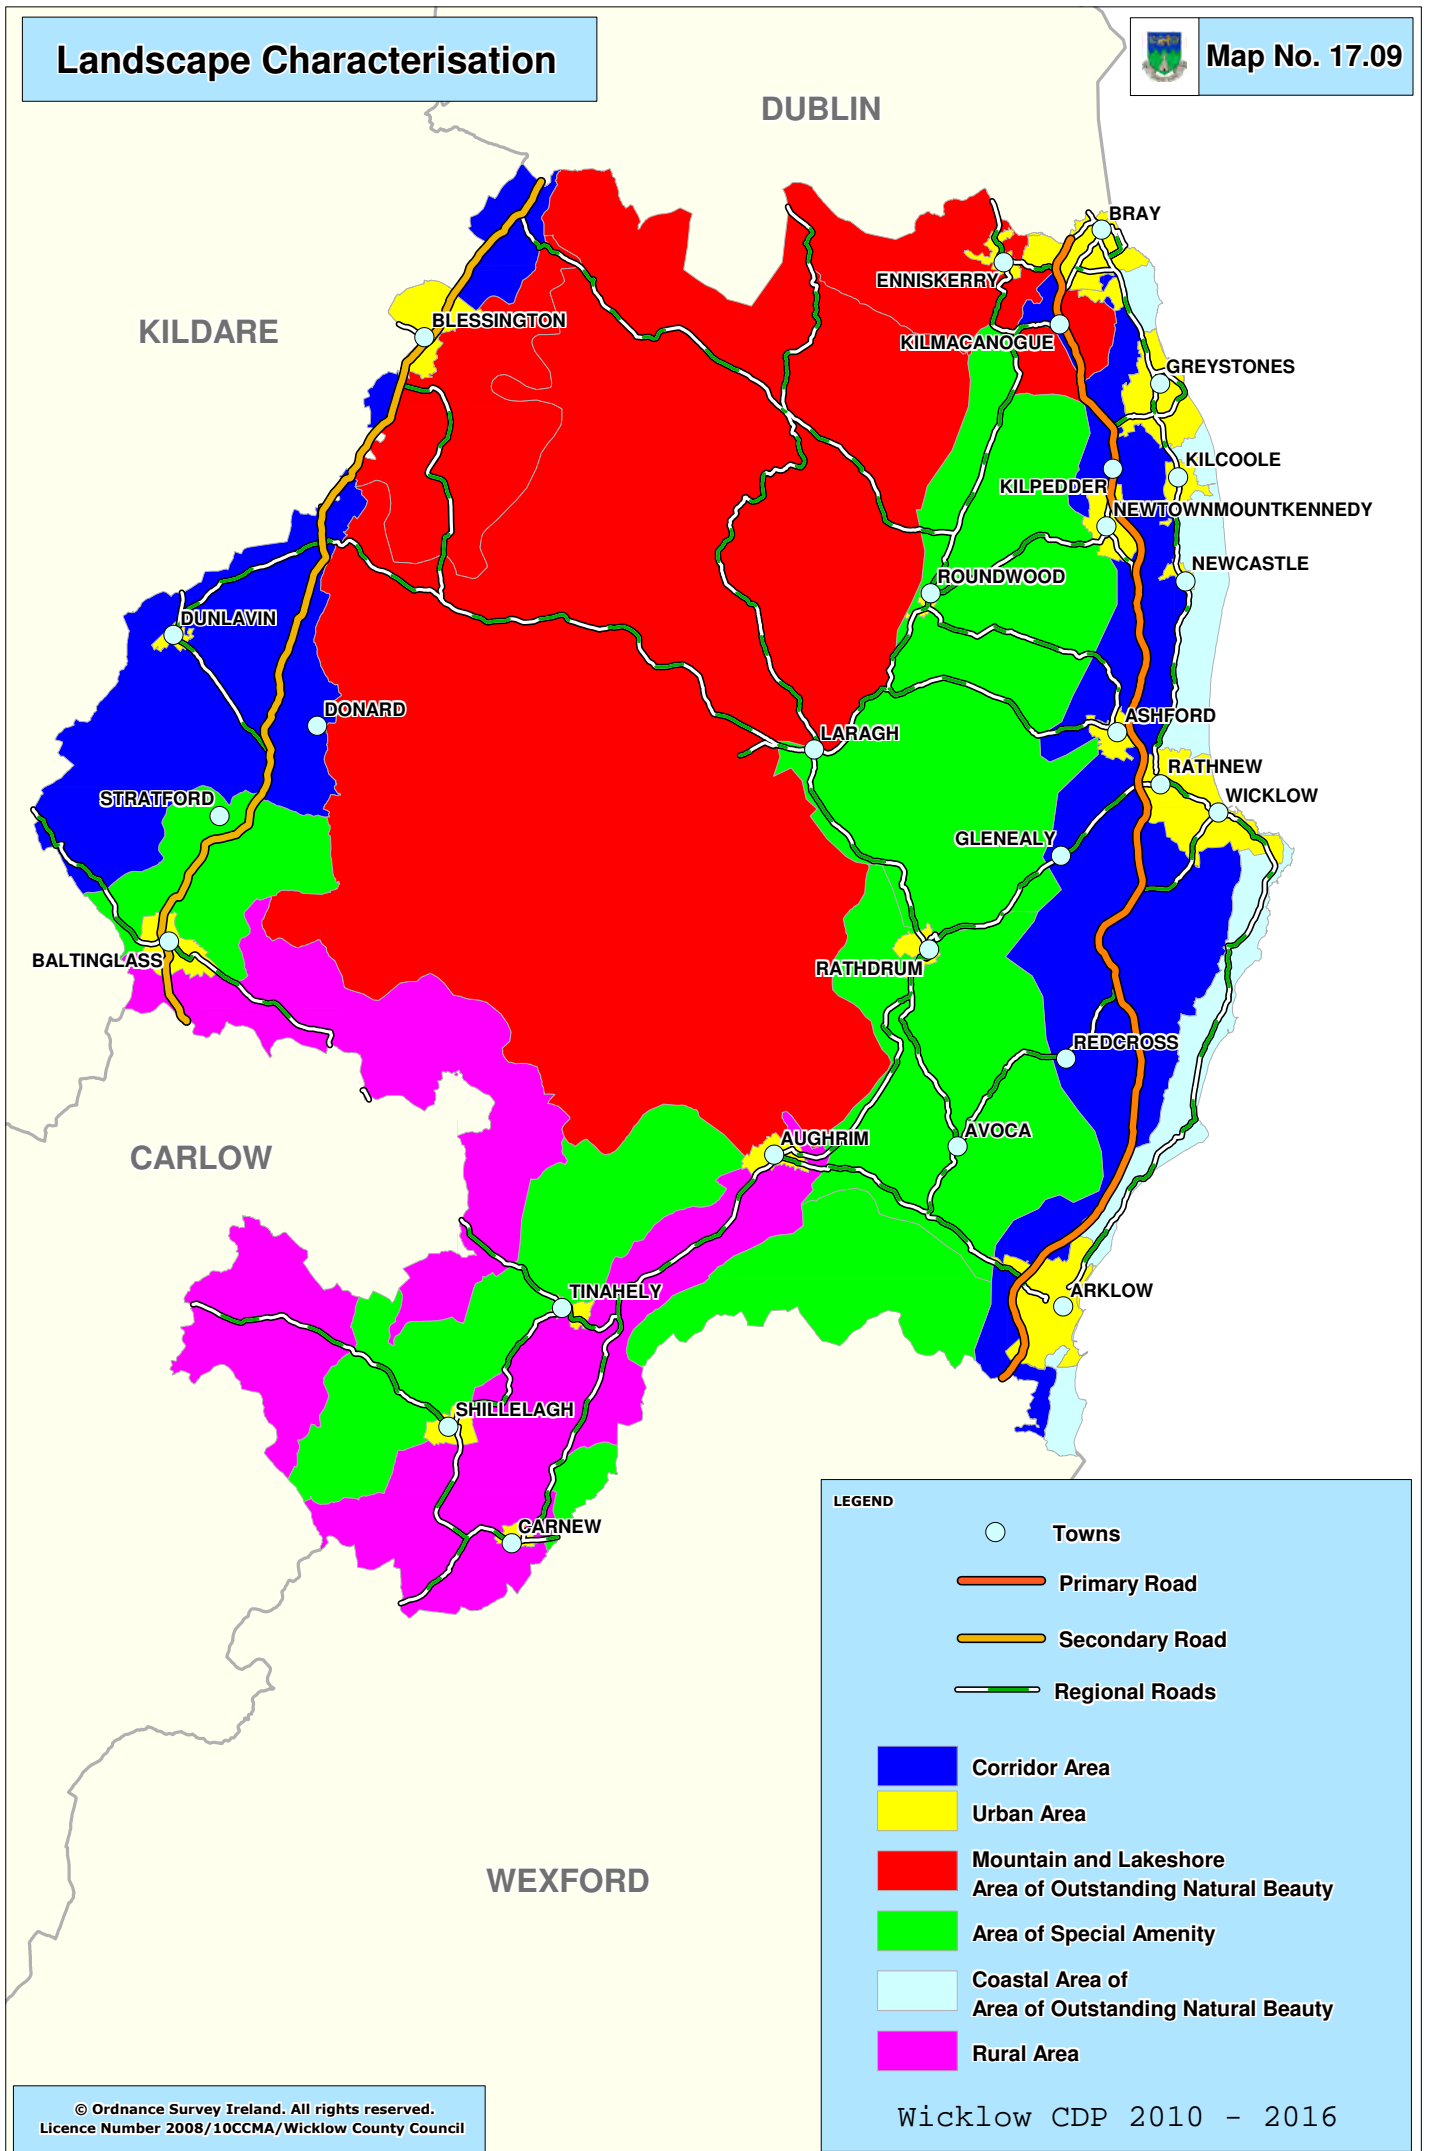 Landscape Characterisation
Map No. 17.09
DUBLIN
BRAY
ENNISKERRY
BLESSINGTON
KILDARE
KILMACANOGUE
GREYSTONES
KILCOOLE
KILPEDDER
NEWTOWNMOUNTKENNEDY
NEWCASTLE
ROUNDWOOD
DUNLAVIN
DONARD
ASHFORD
LARAGH
RATHNEW
STRATFORD
WICKLOW
GLENEALY
BALTINGLASS
RATHDRUM
REDCROSS
AVOCA
AUGHRIM
CARLOW
TINAHELY
ARKLOW
SHILLELAGH
CARNEW
WEXFORD
LEGEND
Towns
Primary Road
Secondary Road
Regional Roads
Corridor Area
Urban Area
Mountain and Lakeshore
Area of Outstanding Natural Beauty
Area of Special Amenity
Coastal Area of
Area of Outstanding Natural Beauty
Rural Area
Wicklow CDP 2010 - 2016
© Ordnance Survey Ireland. All rights reserved.
Licence Number 2008/10CCMA/Wicklow County Council